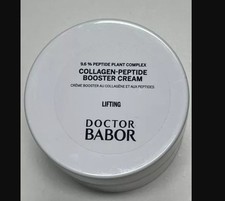 9.6 % PEPTIDE PLANT COMPLEX
COLLAGEN-PEPTIDE
BOOSTER CREAM
CRÈME BOOSTER AU COLLAGÈNE ET AUX PEPTIDES
LIFTING
DOCTOR
BABOR